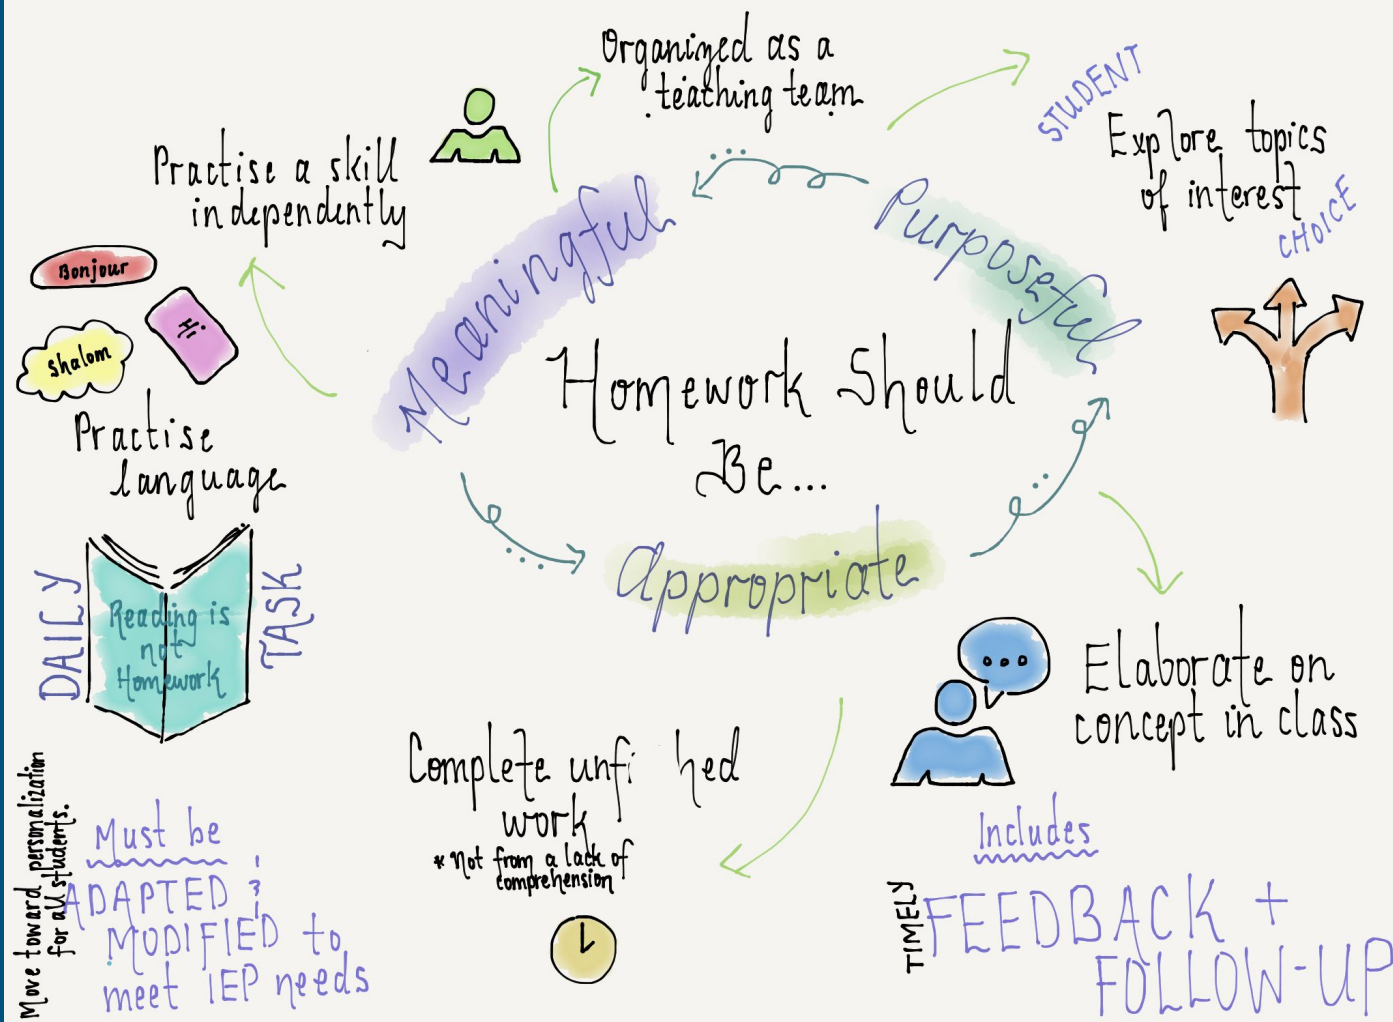 Homework Should
Be...
Meaningful
Purposeful
Appropriate
Organized as a
teaching team
STUDENT
Explore topics
of interest
CHOICE
Practise a skill
independently
Bonjour
Hi
Shalom
Practise
language
DAILY
Reading is
not
Homework
TASK
Elaborate on
concept in class
Complete unfi hed
work
*Not from a lack of
comprehension
Move toward personalization
for all students.
Must be
ADAPTED &
MODIFIED to
meet IEP needs
Includes
TIMELY
FEEDBACK +
FOLLOW-UP